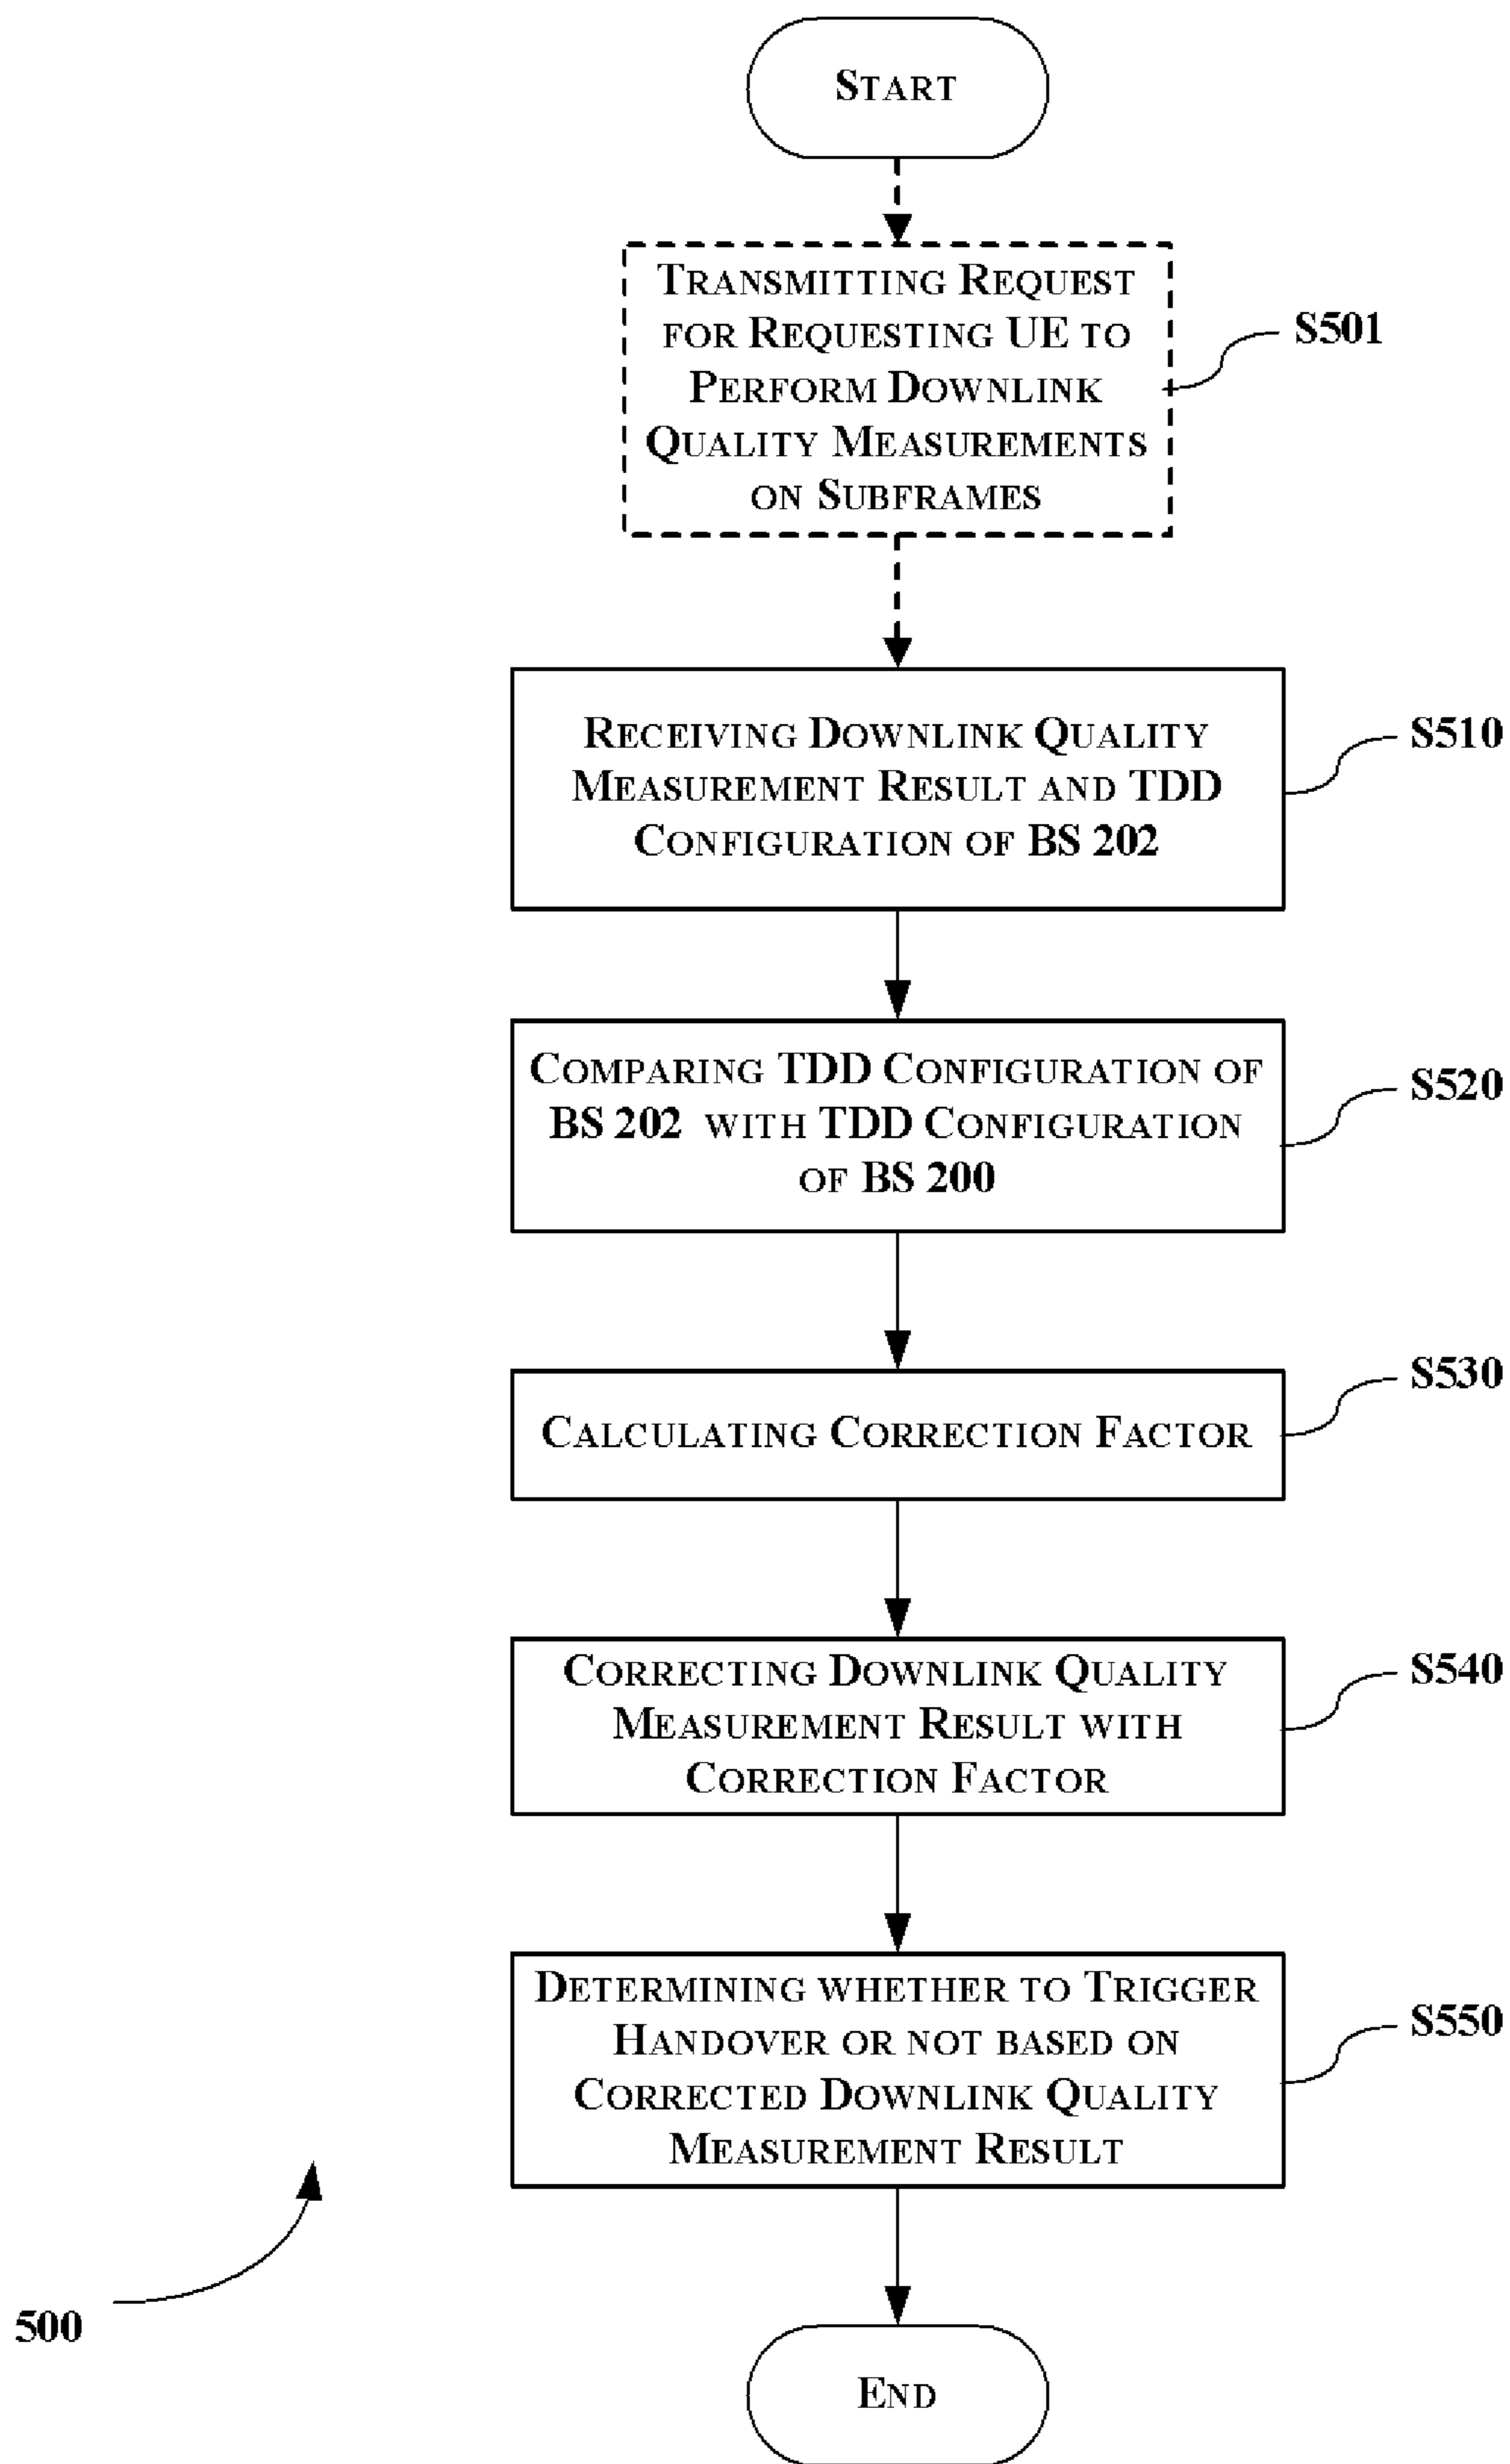 START
TRANSMITTING REQUEST
FOR REQUESTING UE TO
PERFORM DOWNLINK
QUALITY MEASUREMENTS
ON SUBFRAMES
S501
RECEIVING DOWNLINK QUALITY
MEASUREMENT RESULT AND TDD
CONFIGURATION OF BS 202
S510
COMPARING TDD CONFIGURATION OF
BS 202 WITH TDD CONFIGURATION
OF BS 200
S520
CALCULATING CORRECTION FACTOR
S530
CORRECTING DOWNLINK QUALITY
MEASUREMENT RESULT WITH
CORRECTION FACTOR
S540
DETERMINING WHETHER TO TRIGGER
HANDOVER OR NOT BASED ON
CORRECTED DOWNLINK QUALITY
MEASUREMENT RESULT
S550
500
END